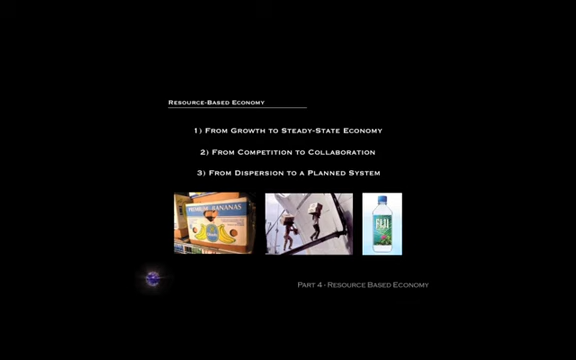 Resource-Based Economy
1) From Growth to Steady-State Economy
2) From Competition to Collaboration
3) From Dispersion to a Planned System
BANANAS
FIJI
Part 4 - Resource Based Economy